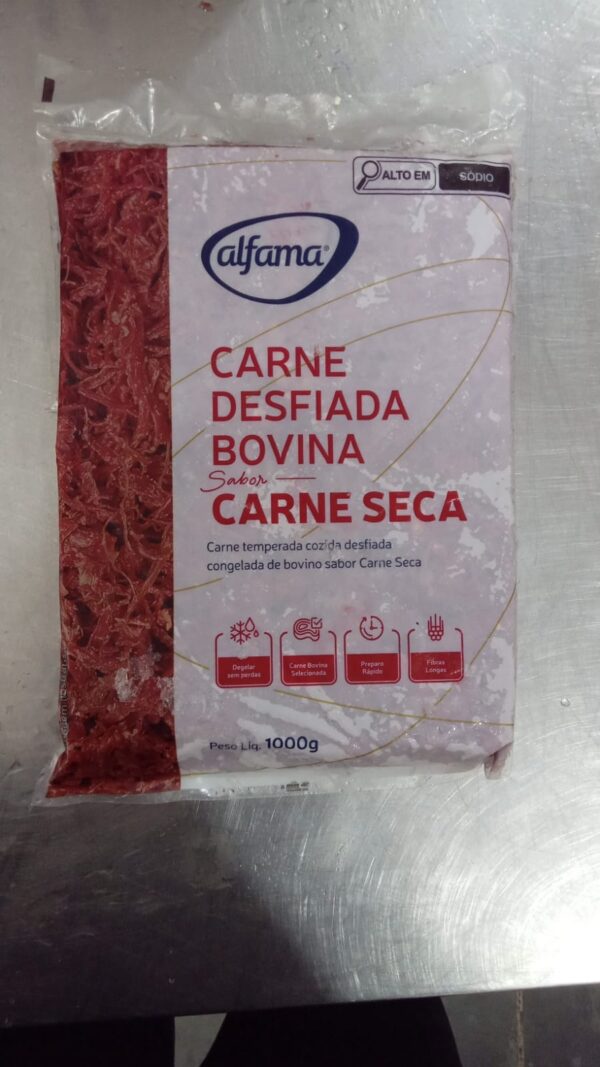 ALTO EM SÓDIO
alfama®
CARNE
DESFIADA
BOVINA
Sabor
CARNE SECA
Carne temperada cozida desfiada
congelada de bovino sabor Carne Seca
Degelar
sem perdas
Carne Bovina
Selecionada
Preparo
Rápido
Fibras
Longas
Peso Líq. 1000g